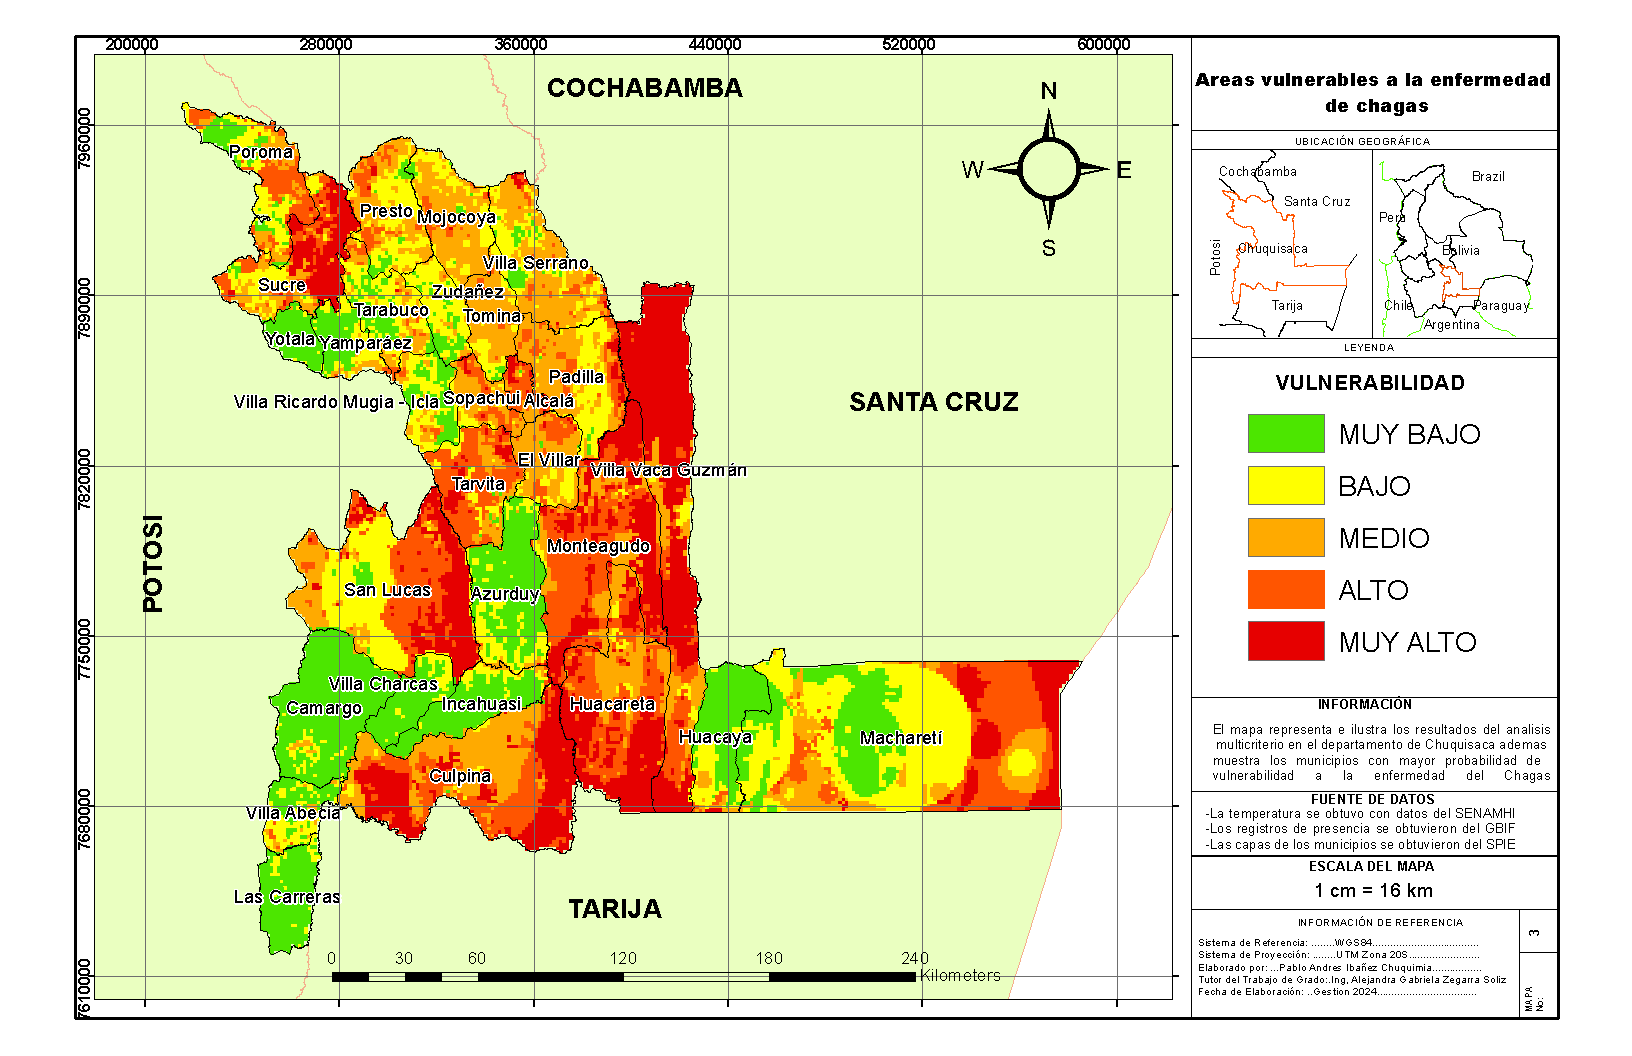 200000
280000
360000
440000
520000
600000
7960000
7890000
7820000
7750000
7680000
7610000
COCHABAMBA
SANTA CRUZ
POTOSI
TARIJA
N
W
E
S
Poroma
Presto
Mojocoya
Villa Serrano
Sucre
Zudañez
Tarabuco
Tomina
Yotala
Yamparáez
Padilla
Villa Ricardo Mugia - Icla
Sopachui
Alcalá
El Villar
Villa Vaca Guzmán
Tarvita
Monteagudo
San Lucas
Azurduy
Villa Charcas
Camargo
Incahuasi
Huacareta
Huacaya
Macharetí
Culpina
Villa Abecia
Las Carreras
0
30
60
120
180
240
Kilometers
Areas vulnerables a la enfermedad
de chagas
UBICACIÓN GEOGRÁFICA
Cochabamba
Santa Cruz
Potosi
Chuquisaca
Tarija
Brazil
Perú
Bolivia
Chile
Paraguay
Argentina
LEYENDA
VULNERABILIDAD
MUY BAJO
BAJO
MEDIO
ALTO
MUY ALTO
INFORMACIÓN
El mapa representa e ilustra los resultados del analisis
multicriterio en el departamento de Chuquisaca ademas
muestra los municipios con mayor probabilidad de
vulnerabilidad a la enfermedad del Chagas
FUENTE DE DATOS
-La temperatura se obtuvo con datos del SENAMHI
-Los registros de presencia se obtuvieron del GBIF
-Las capas de los municipios se obtuvieron del SPIE
ESCALA DEL MAPA
1 cm = 16 km
INFORMACIÓN DE REFERENCIA
Sistema de Referencia: ........WGS84....................................
Sistema de Proyección: ........UTM Zona 20S........................
Elaborado por: ...Pablo Andres Ibañez Chuquimia.................
Tutor del Trabajo de Grado:.Ing, Alejandra Gabriela Zegarra Soliz
Fecha de Elaboración: ..Gestion 2024..................................
3
MAPA
No: